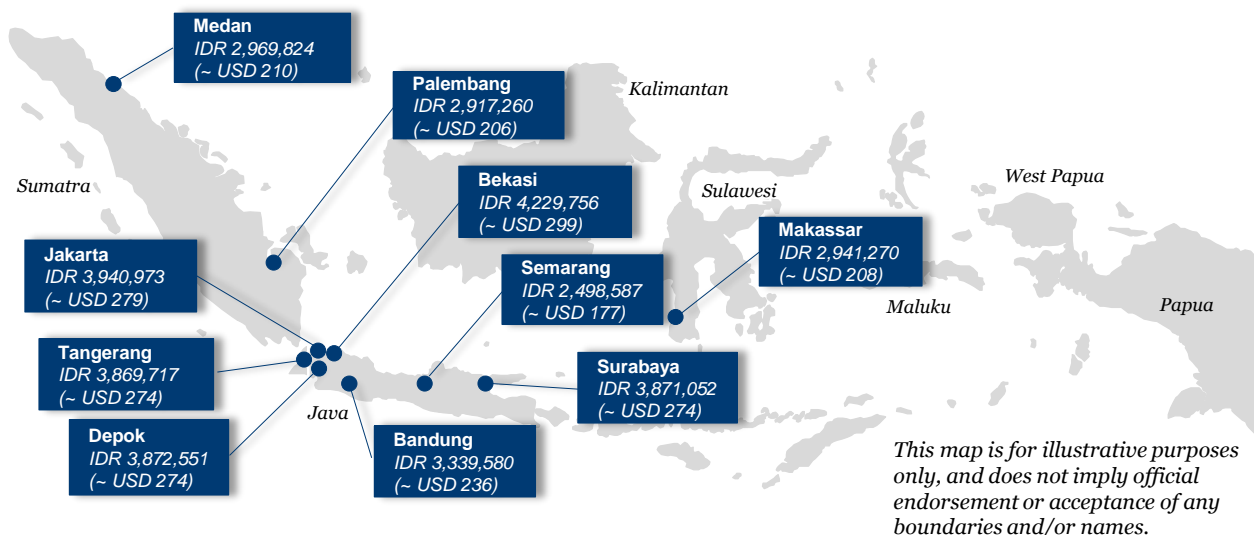 Medan
IDR 2,969,824
(~ USD 210)
Palembang
IDR 2,917,260
(~ USD 206)
Kalimantan
Sumatra
Bekasi
IDR 4,229,756
(~ USD 299)
Sulawesi
West Papua
Makassar
IDR 2,941,270
(~ USD 208)
Jakarta
IDR 3,940,973
(~ USD 279)
Semarang
IDR 2,498,587
(~ USD 177)
Maluku
Papua
Tangerang
IDR 3,869,717
(~ USD 274)
Surabaya
IDR 3,871,052
(~ USD 274)
Java
Depok
IDR 3,872,551
(~ USD 274)
Bandung
IDR 3,339,580
(~ USD 236)
This map is for illustrative purposes
only, and does not imply official
endorsement or acceptance of any
boundaries and/or names.